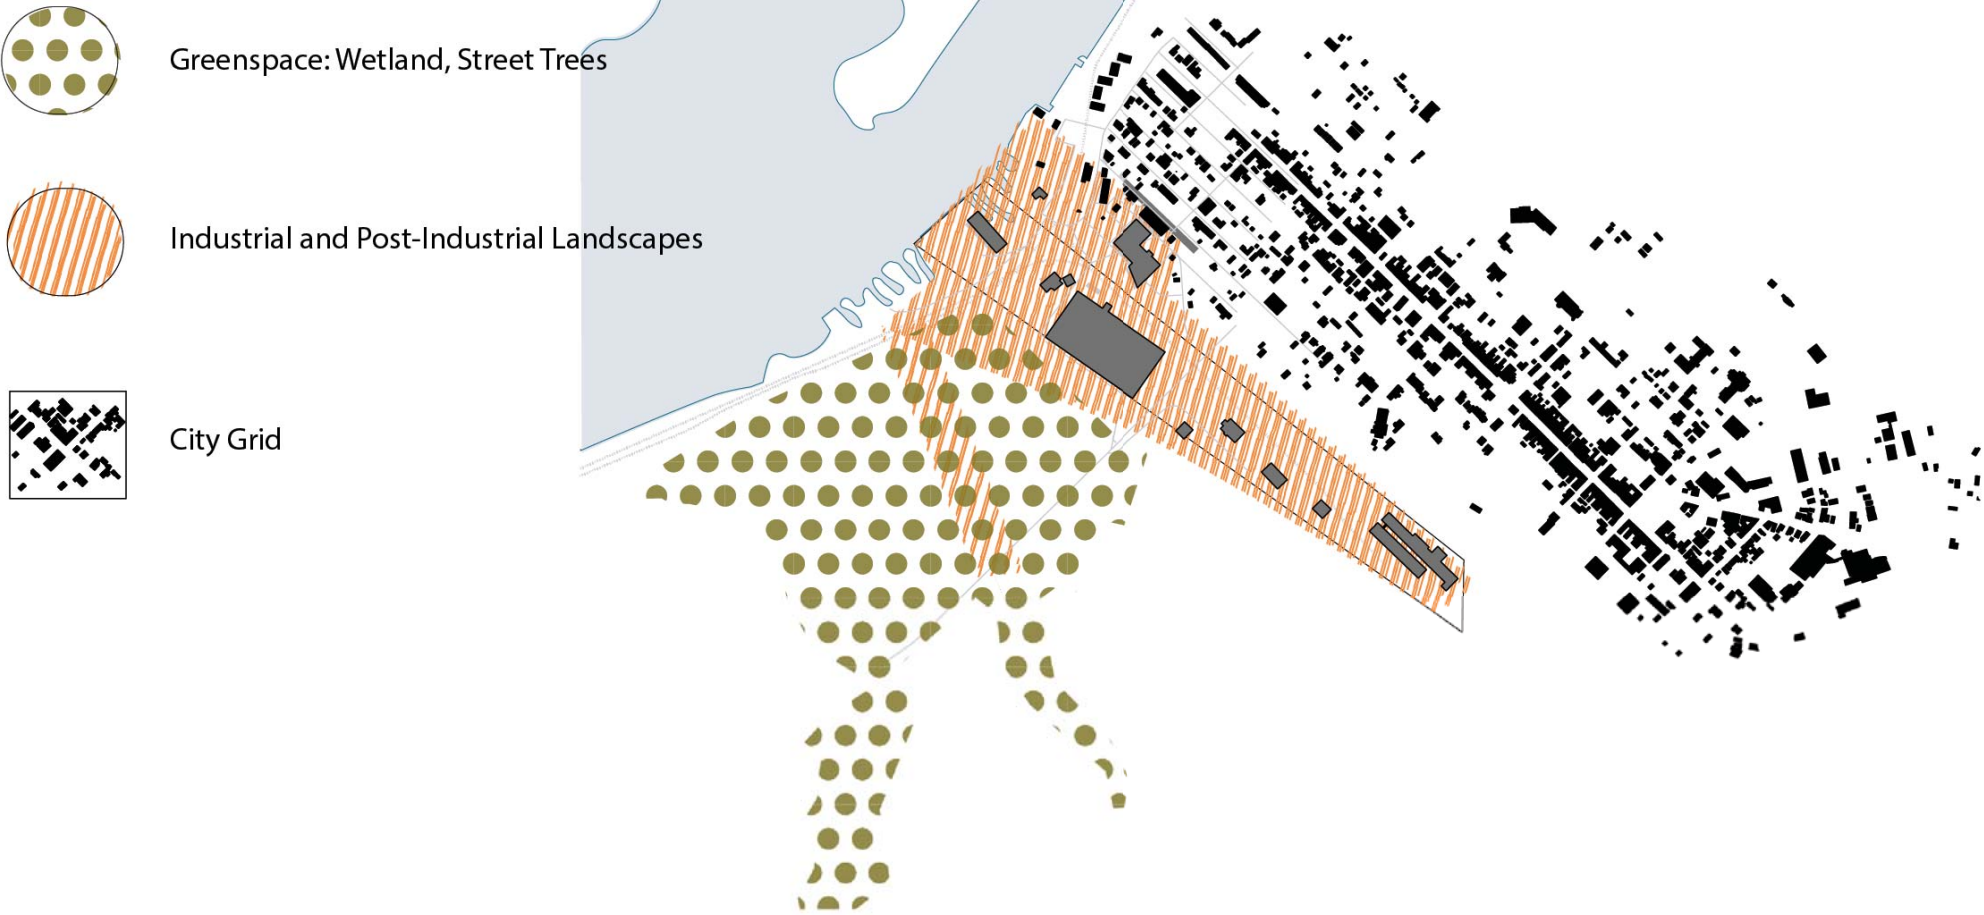 Greenspace: Wetland, Street Trees
Industrial and Post-Industrial Landscapes
City Grid